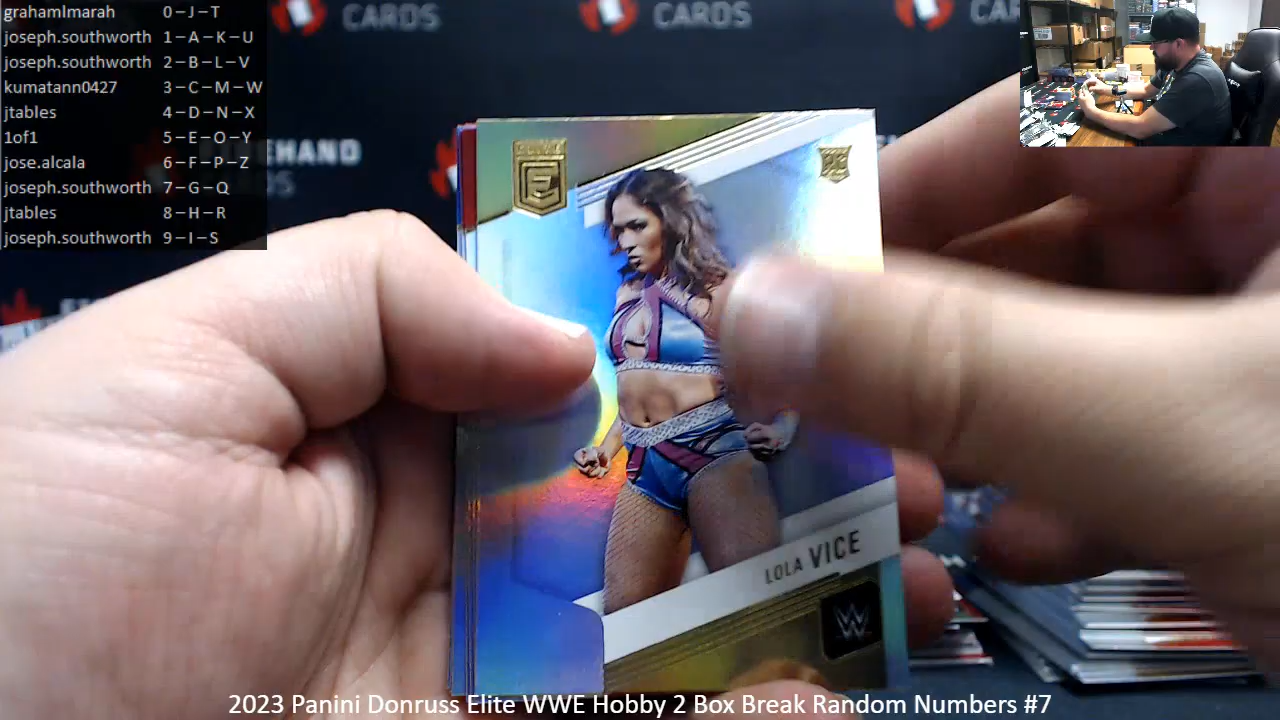 grahamlmarah 0-J-T
joseph.southworth 1-A-K-U
joseph.southworth 2-B-L-V
kumatann0427 3-C-M-W
jtables 4-D-N-X
1of1 5-E-O-Y
jose.alcala 6-F-P-Z
joseph.southworth 7-G-Q
jtables 8-H-R
joseph.southworth 9-I-S
CARDS
CARDS
HAND
E
LOLA VICE
W
2023 Panini Donruss Elite WWE Hobby 2 Box Break Random Numbers #7